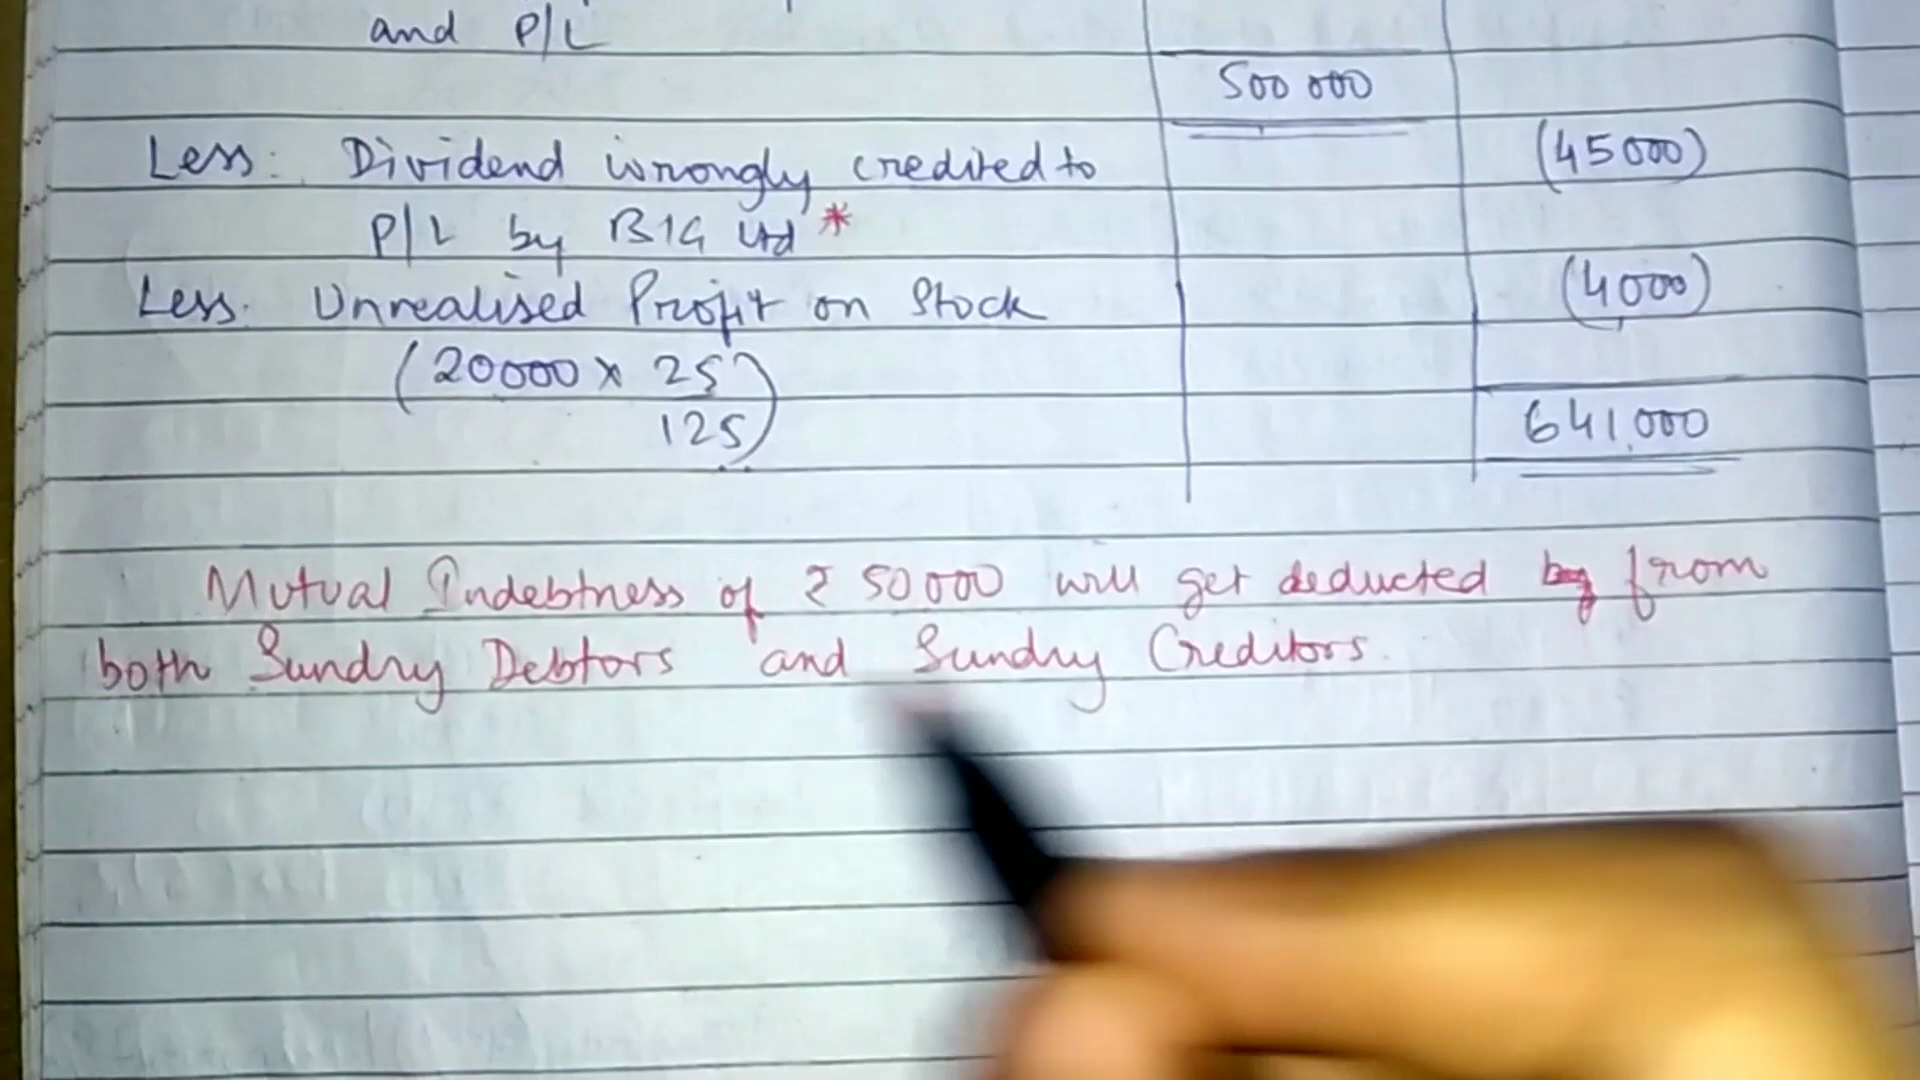 and P/L
500 000
Less: Dividend wrongly credited to (45000)
P/L by BIG Ltd *
Less. Unrealised Profit on Stock (4000)
(20000 x 25
125)
641,000
Mutual Indebtness of ₹ 50000 will get deducted by from
both Sundry Debtors and Sundry Creditors.